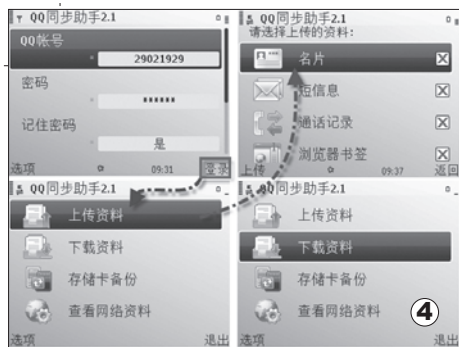 QQ同步助手2.1
QQ帐号
29021929
密码
******
记住密码
是
选项 09:31 登录
QQ同步助手2.1
请选择上传的资料:
名片
短信息
通话记录
浏览器书签
上传 09:37 返回
QQ同步助手2.1
上传资料
下载资料
存储卡备份
查看网络资料
选项 退出
QQ同步助手2.1
上传资料
下载资料
存储卡备份
查看网络资料
选项 退出
4